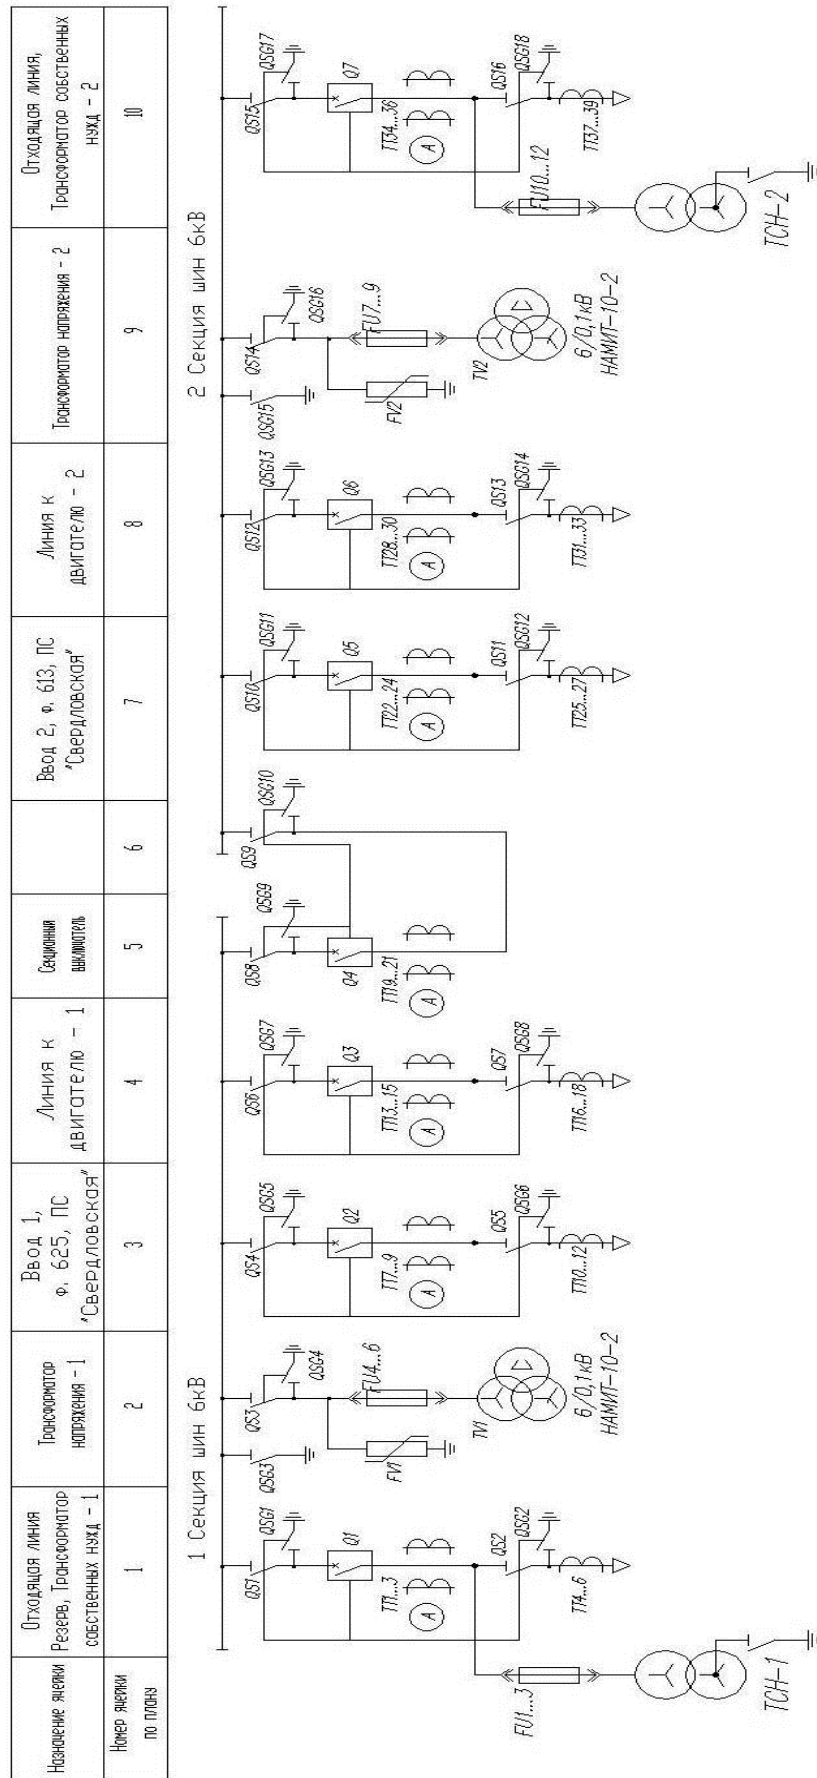 Назначение ячейки
Номер ячейки
по плану
Отходящая линия
Резерв, Трансформатор
собственных нужд - 1
1
Трансформатор
напряжения - 1
2
Ввод 1,
ф. 625, ПС
"Свердловская"
3
Линия к
двигателю - 1
4
Секционный
выключатель
5
6
Ввод 2, ф. 613, ПС
"Свердловская"
7
Линия к
двигателю - 2
8
Трансформатор напряжения - 2
9
Отходящая линия,
Трансформатор собственных
нужд - 2
10
1 Секция шин 6кВ
2 Секция шин 6кВ
QS1
QSG1
Q1
ТТ1...3
A
QS2
QSG2
ТТ4...6
FU1...3
ТСН-1
QSG3
QS3
QSG4
FV1
FU4...6
TV1
6/0,1кВ
НАМИТ-10-2
QS4
QSG5
Q2
ТТ7...9
A
QS5
QSG6
ТТ10...12
QS6
QSG7
Q3
ТТ13...15
A
QS7
QSG8
ТТ16...18
QS8
QSG9
Q4
ТТ19...21
A
QS9
QSG10
QS10
QSG11
Q5
ТТ22...24
A
QS11
QSG12
ТТ25...27
QS12
QSG13
Q6
ТТ28...30
A
QS13
QSG14
ТТ31...33
QSG15
QS14
QSG16
FV2
FU7...9
TV2
6/0,1кВ
НАМИТ-10-2
QS15
QSG17
Q7
ТТ34...36
A
QS16
QSG18
ТТ37...39
FU10...12
ТСН-2